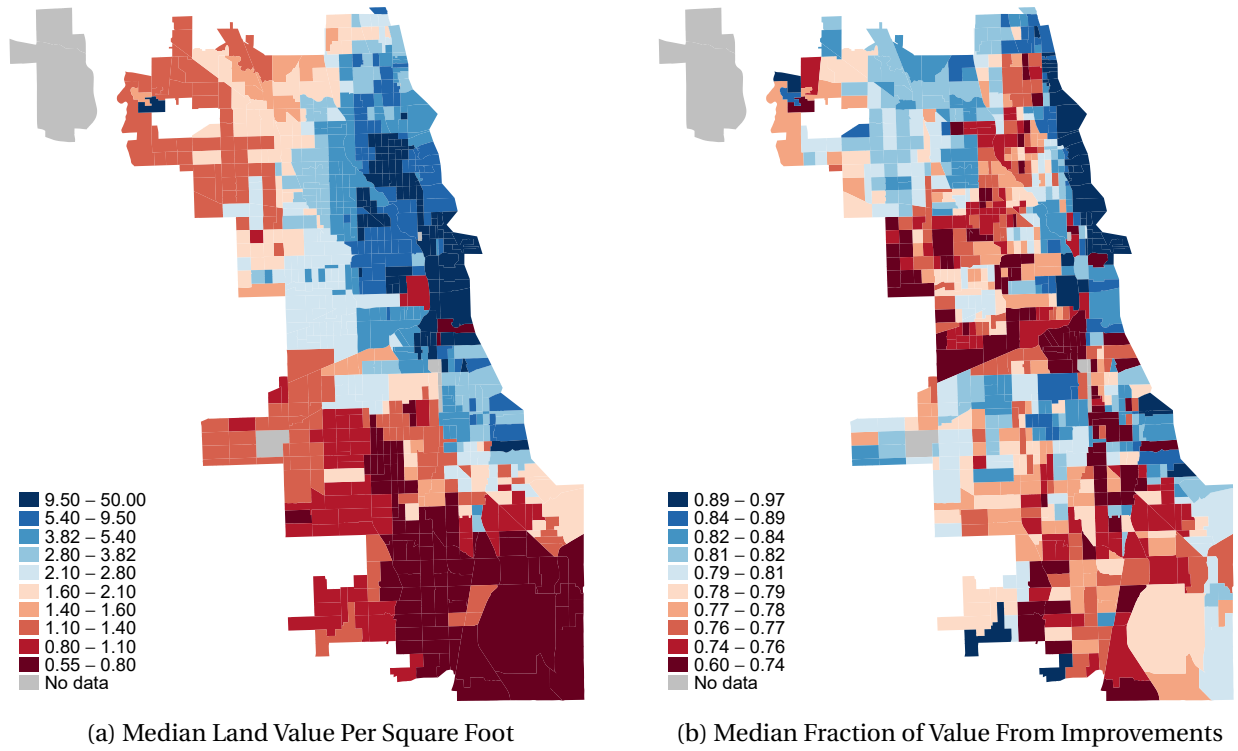 9.50 – 50.00
5.40 – 9.50
3.82 – 5.40
2.80 – 3.82
2.10 – 2.80
1.60 – 2.10
1.40 – 1.60
1.10 – 1.40
0.80 – 1.10
0.55 – 0.80
No data
(a) Median Land Value Per Square Foot
0.89 – 0.97
0.84 – 0.89
0.82 – 0.84
0.81 – 0.82
0.79 – 0.81
0.78 – 0.79
0.77 – 0.78
0.76 – 0.77
0.74 – 0.76
0.60 – 0.74
No data
(b) Median Fraction of Value From Improvements